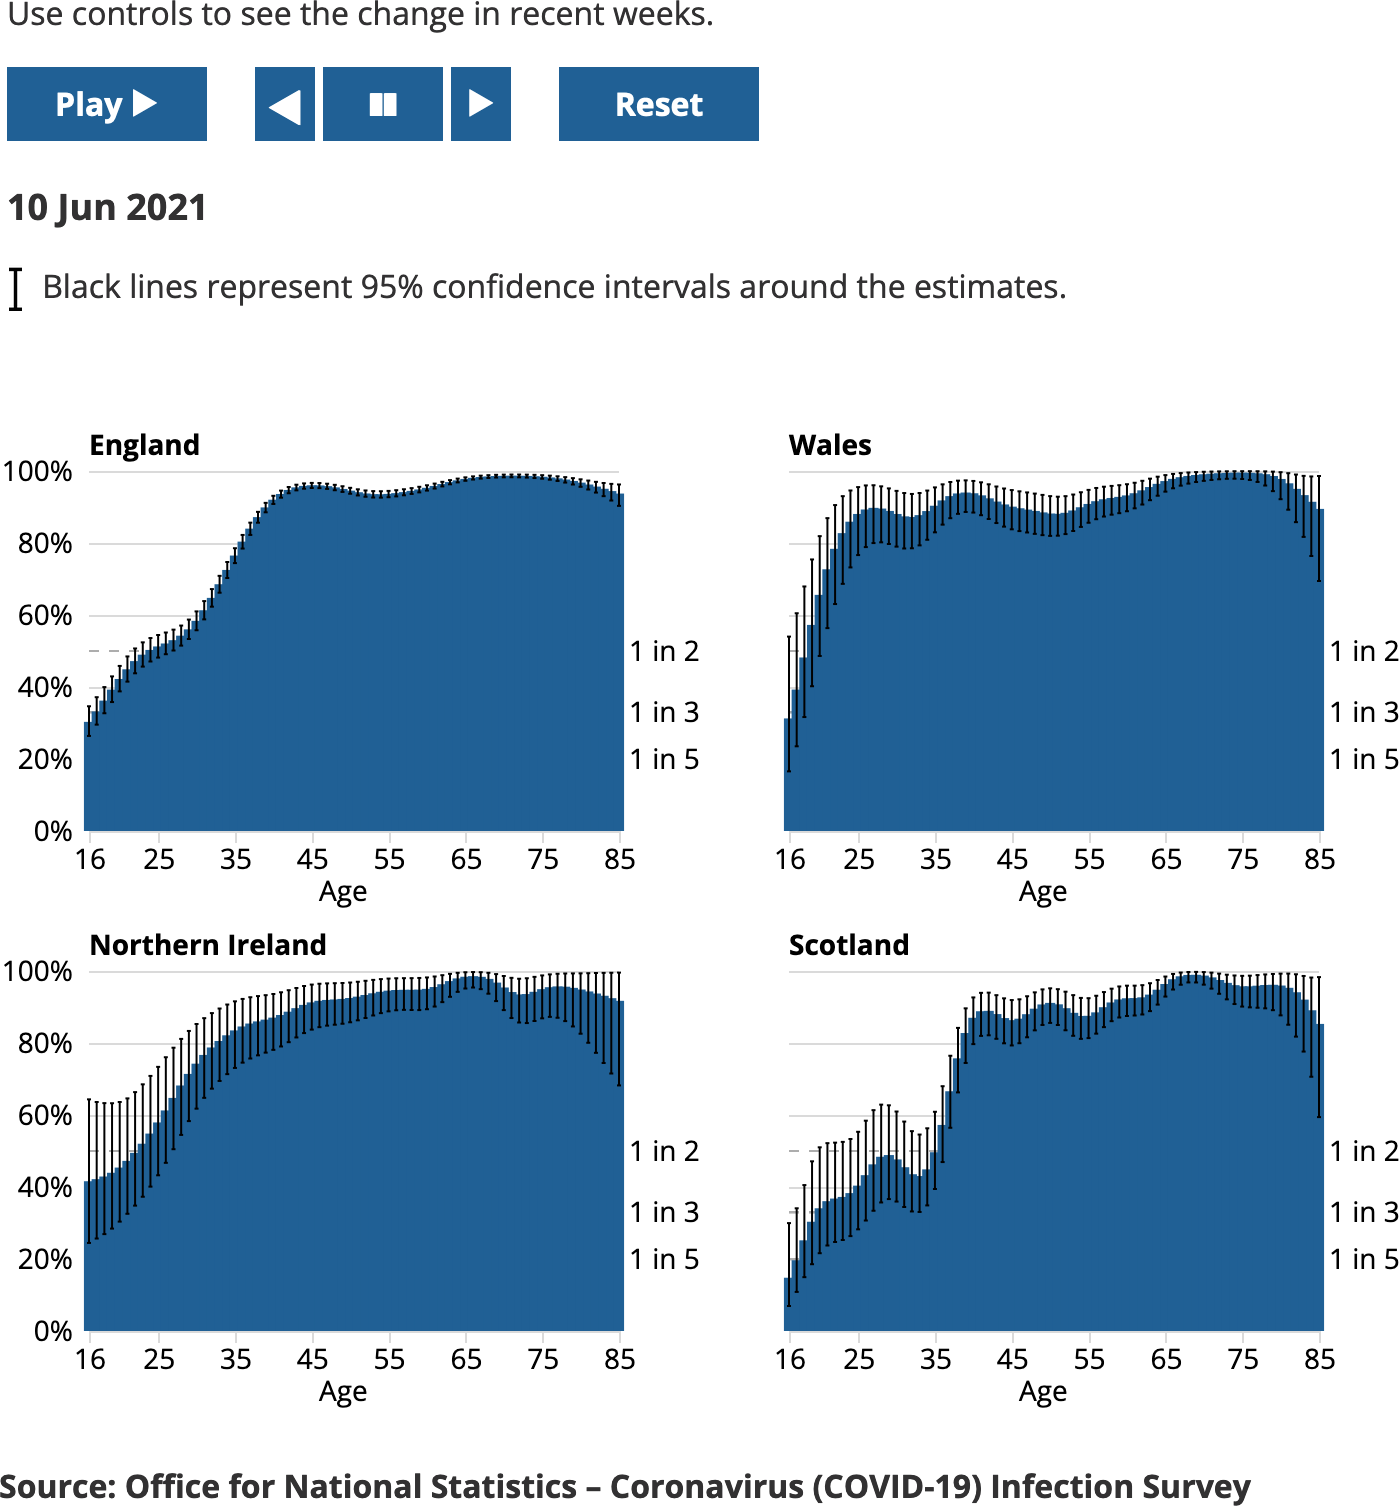 Use controls to see the change in recent weeks.
Play Reset
10 Jun 2021
Black lines represent 95% confidence intervals around the estimates.
England
100%
80%
60%
40%
20%
0%
1 in 2
1 in 3
1 in 5
16 25 35 45 55 65 75 85
Age
Wales
1 in 2
1 in 3
1 in 5
16 25 35 45 55 65 75 85
Age
Northern Ireland
100%
80%
60%
40%
20%
0%
1 in 2
1 in 3
1 in 5
16 25 35 45 55 65 75 85
Age
Scotland
1 in 2
1 in 3
1 in 5
16 25 35 45 55 65 75 85
Age
Source: Office for National Statistics – Coronavirus (COVID-19) Infection Survey